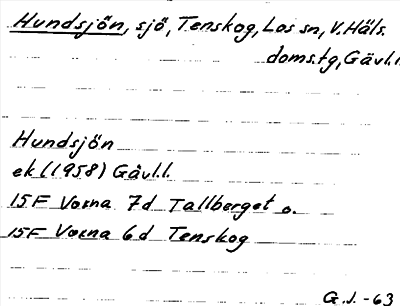 Hundsjön, sjö, Tenskog, Los sn, V. Häls.
doms.tg, Gävl.l.
Hundsjön
ek (1958) Gävl.l.
15F Voxna 7d Tallberget o.
15F Voxna 6d Tenskog
G.J. -63